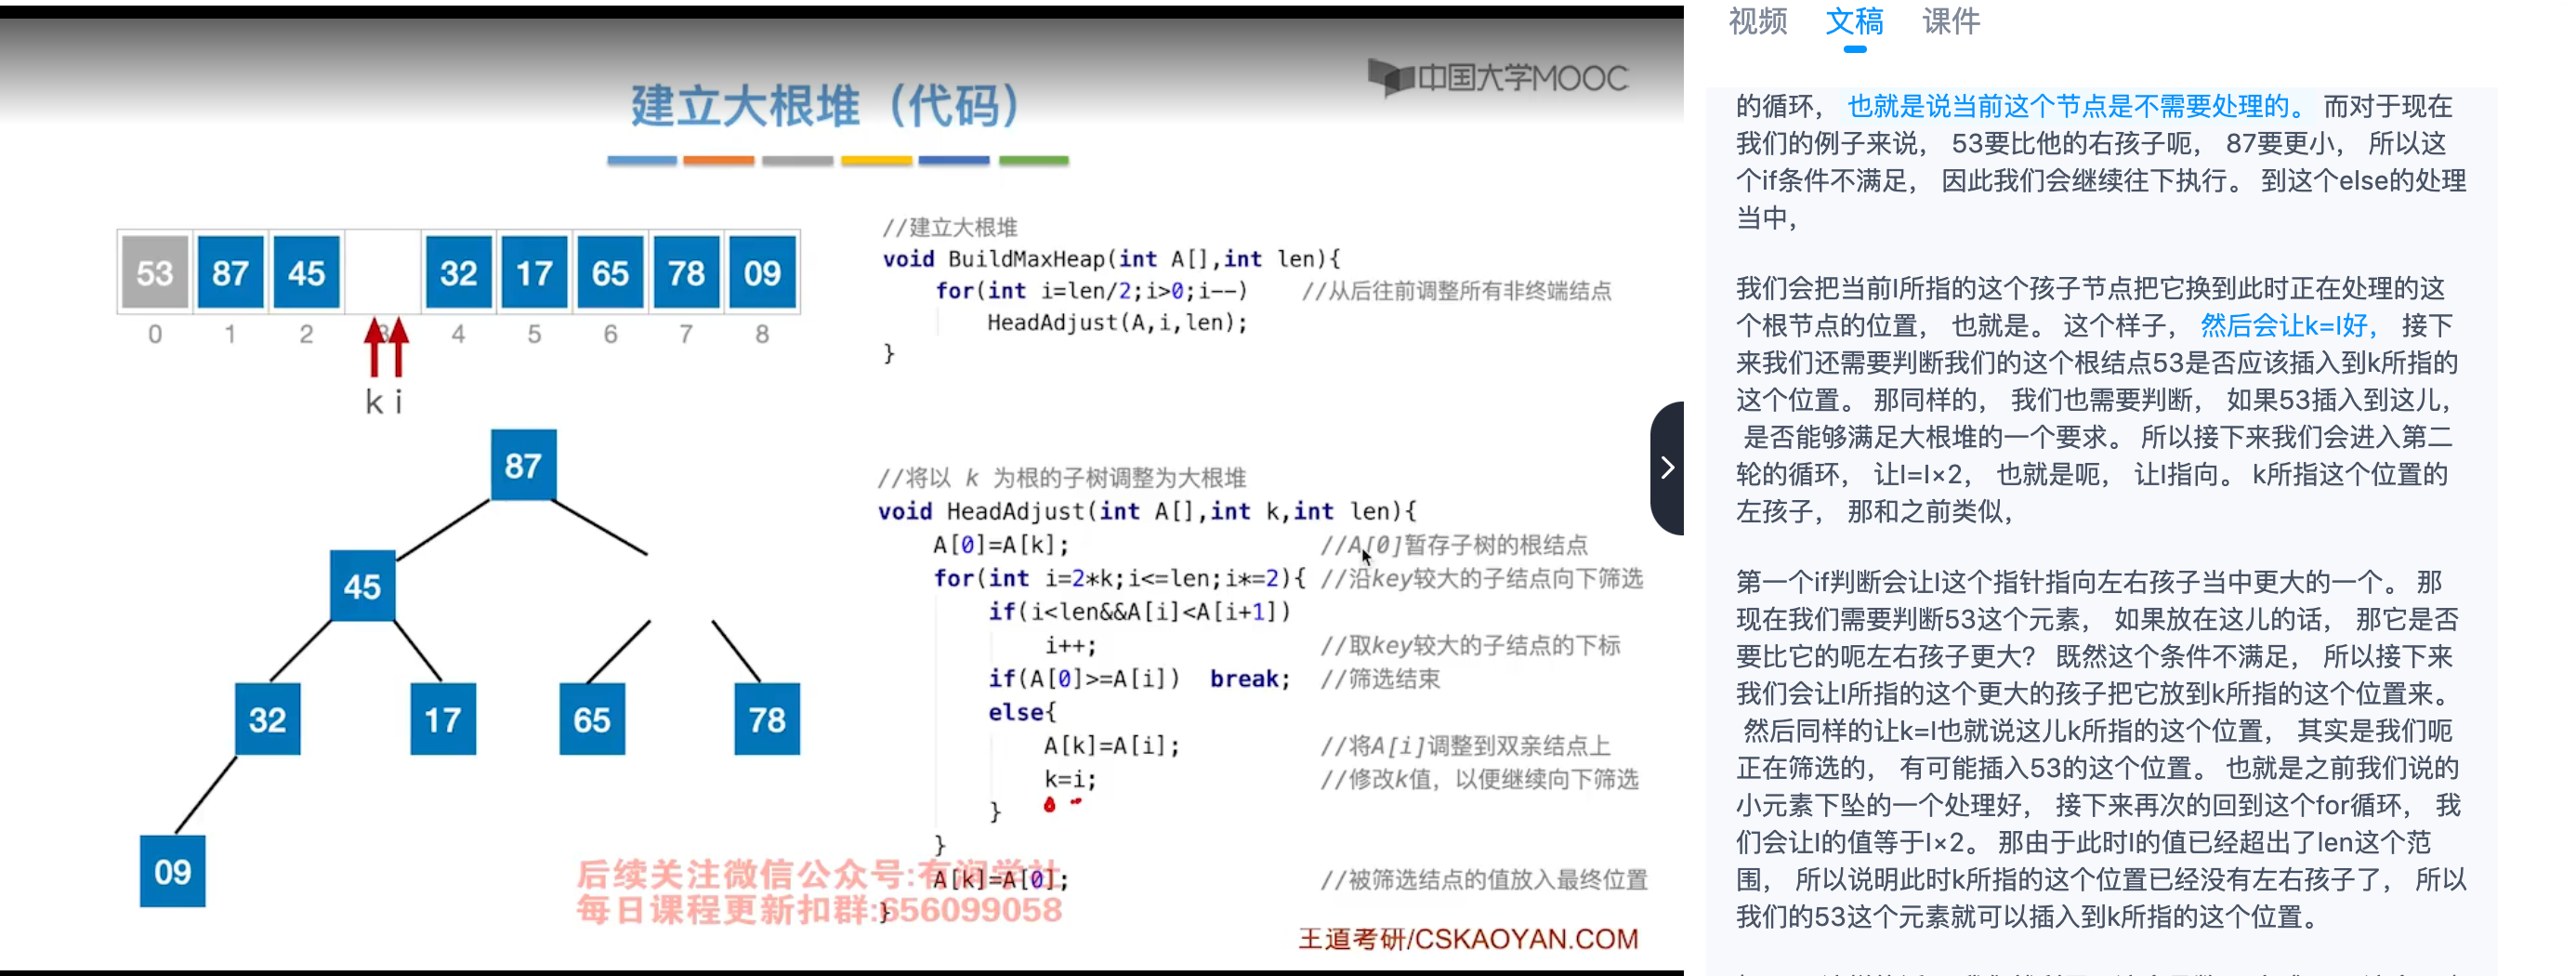 中国大学MOOC
建立大根堆（代码）
53 87 45 32 17 65 78 09
0 1 2 3 4 5 6 7 8
k i
87
45
32 17 65 78
09
//建立大根堆
void BuildMaxHeap(int A[],int len){
for(int i=len/2;i>0;i--) //从后往前调整所有非终端结点
HeadAdjust(A,i,len);
}
//将以 k 为根的子树调整为大根堆
void HeadAdjust(int A[],int k,int len){
A[0]=A[k]; //A[0]暂存子树的根结点
for(int i=2*k;i<=len;i*=2){ //沿key较大的子结点向下筛选
if(i<len&&A[i]<A[i+1])
i++; //取key较大的子结点的下标
if(A[0]>=A[i]) break; //筛选结束
else{
A[k]=A[i]; //将A[i]调整到双亲结点上
k=i; //修改k值，以便继续向下筛选
}
}
A[k]=A[0]; //被筛选结点的值放入最终位置
}
后续关注微信公众号:有润学社
每日课程更新扣群:656099058
王道考研/CSKAOYAN.COM
视频 文稿 课件
的循环， 也就是说当前这个节点是不需要处理的。 而对于现在
我们的例子来说， 53要比他的右孩子呃， 87要更小， 所以这
个if条件不满足， 因此我们会继续往下执行。 到这个else的处理
当中，
我们会把当前I所指的这个孩子节点把它换到此时正在处理的这
个根节点的位置， 也就是。 这个样子， 然后会让k=I好， 接下
来我们还需要判断我们的这个根结点53是否应该插入到k所指的
这个位置。 那同样的， 我们也需要判断， 如果53插入到这儿，
是否能够满足大根堆的一个要求。 所以接下来我们会进入第二
轮的循环， 让I=I×2， 也就是呃， 让I指向。 k所指这个位置的
左孩子， 那和之前类似，
第一个if判断会让I这个指针指向左右孩子当中更大的一个。 那
现在我们需要判断53这个元素， 如果放在这儿的话， 那它是否
要比它的呃左右孩子更大？ 既然这个条件不满足， 所以接下来
我们会让I所指的这个更大的孩子把它放到k所指的这个位置来。
然后同样的让k=I也就说这儿k所指的这个位置， 其实是我们呃
正在筛选的， 有可能插入53的这个位置。 也就是之前我们说的
小元素下坠的一个处理好， 接下来再次的回到这个for循环， 我
们会让I的值等于I×2。 那由于此时I的值已经超出了len这个范
围， 所以说明此时k所指的这个位置已经没有左右孩子了， 所以
我们的53这个元素就可以插入到k所指的这个位置。